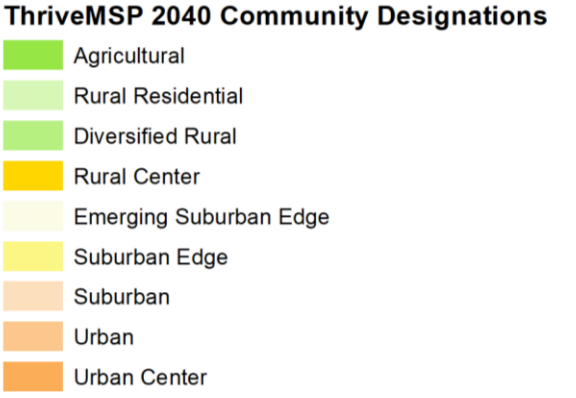 ThriveMSP 2040 Community Designations
Agricultural
Rural Residential
Diversified Rural
Rural Center
Emerging Suburban Edge
Suburban Edge
Suburban
Urban
Urban Center